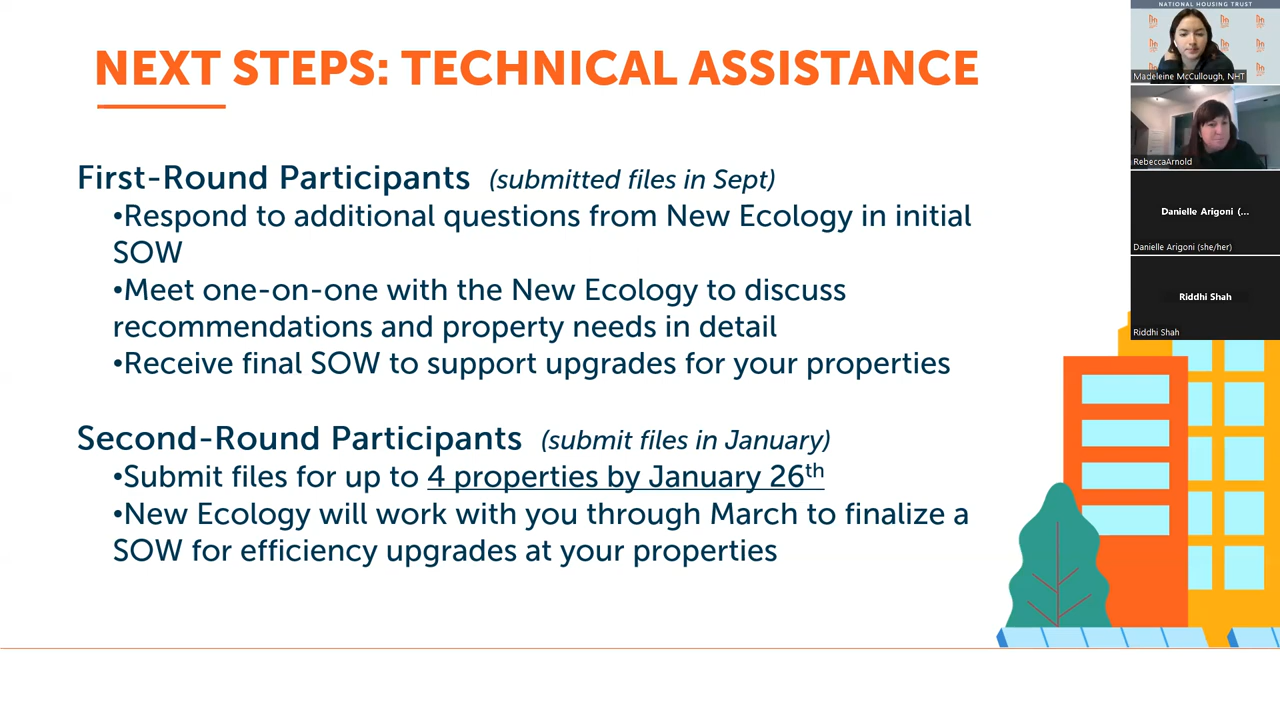 NEXT STEPS: TECHNICAL ASSISTANCE
First-Round Participants (submitted files in Sept)
•Respond to additional questions from New Ecology in initial
SOW
•Meet one-on-one with the New Ecology to discuss
recommendations and property needs in detail
•Receive final SOW to support upgrades for your properties
Second-Round Participants (submit files in January)
•Submit files for up to 4 properties by January 26th
•New Ecology will work with you through March to finalize a
SOW for efficiency upgrades at your properties
NATIONAL HOUSING TRUST
Madeleine McCullough, NHT
RebeccaArnold
Danielle Arigoni (...
Danielle Arigoni (she/her)
Riddhi Shah
Riddhi Shah